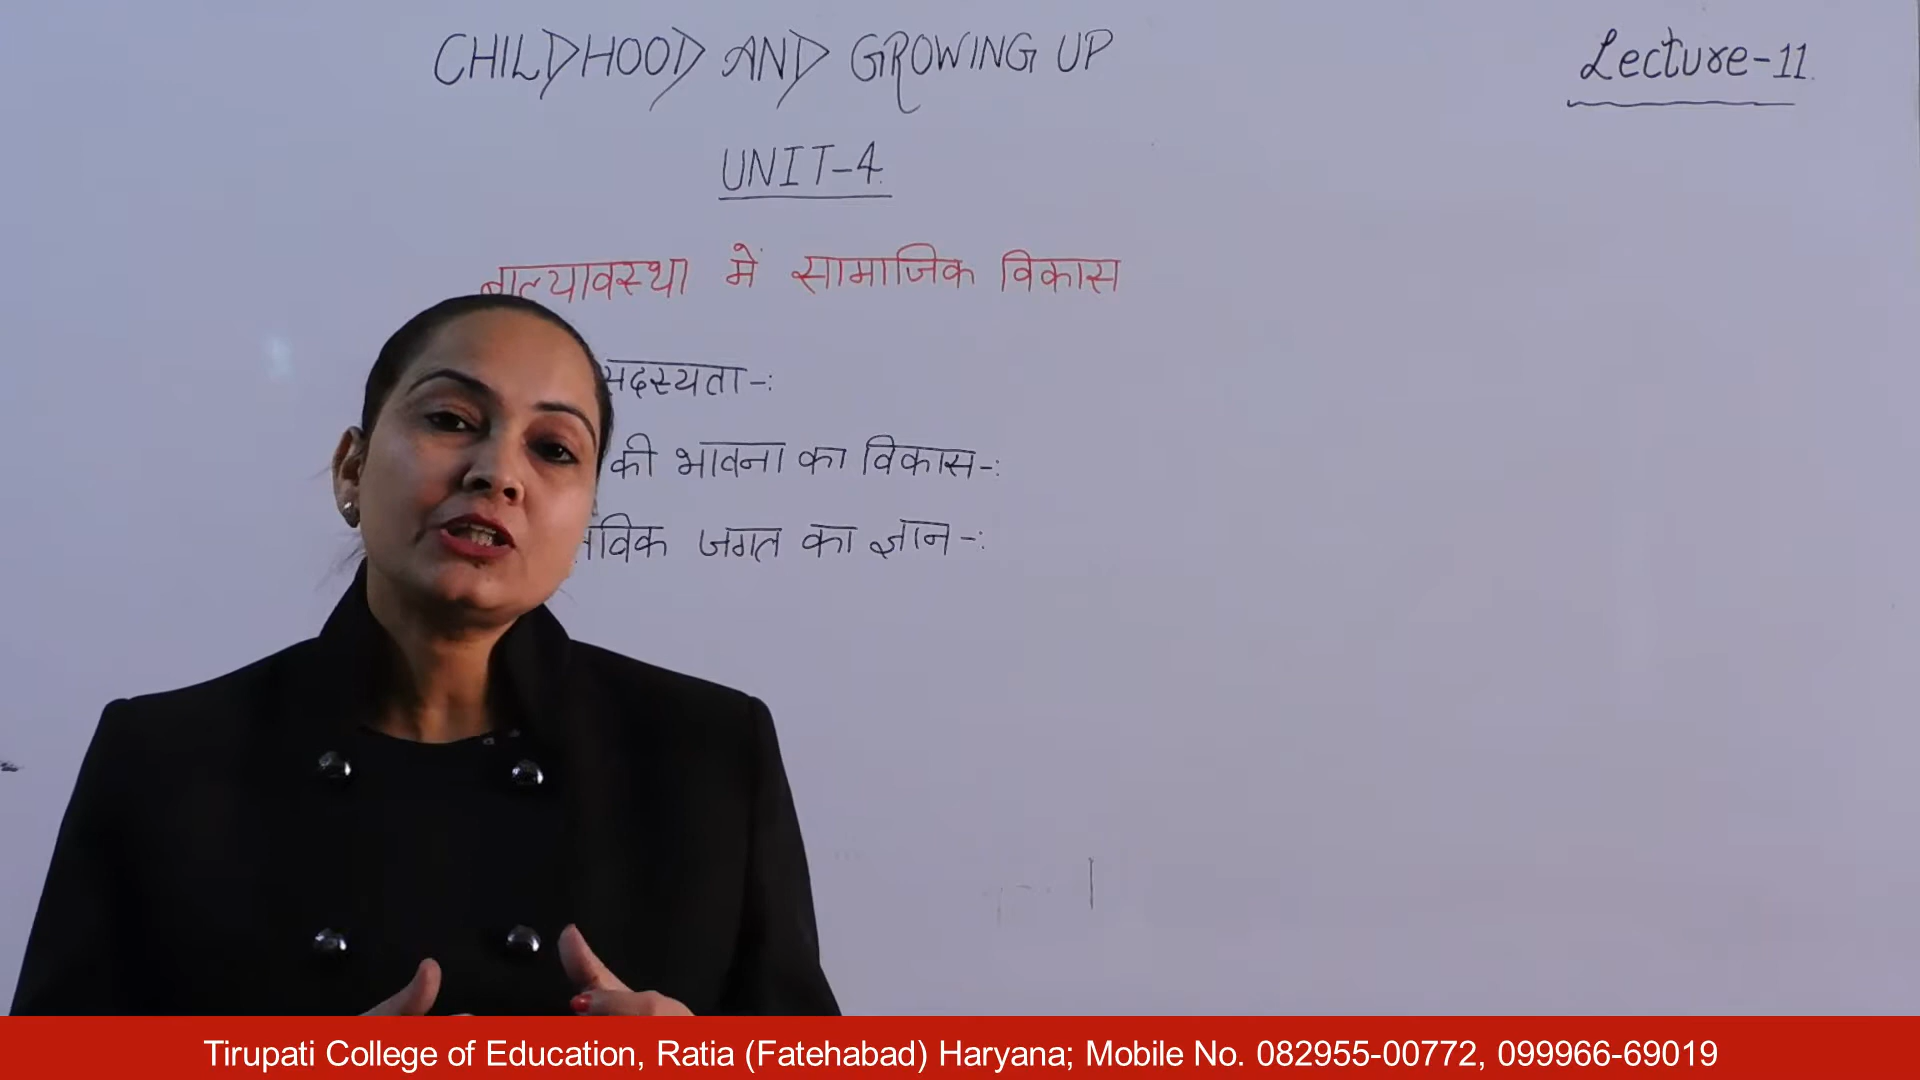 CHILDHOOD AND GROWING UP
Lecture-11
UNIT-4
बाल्यावस्था में सामाजिक विकास
सदस्यता-:
की भावना का विकास-:
जगत का ज्ञान-:
Tirupati College of Education, Ratia (Fatehabad) Haryana; Mobile No. 082955-00772, 099966-69019